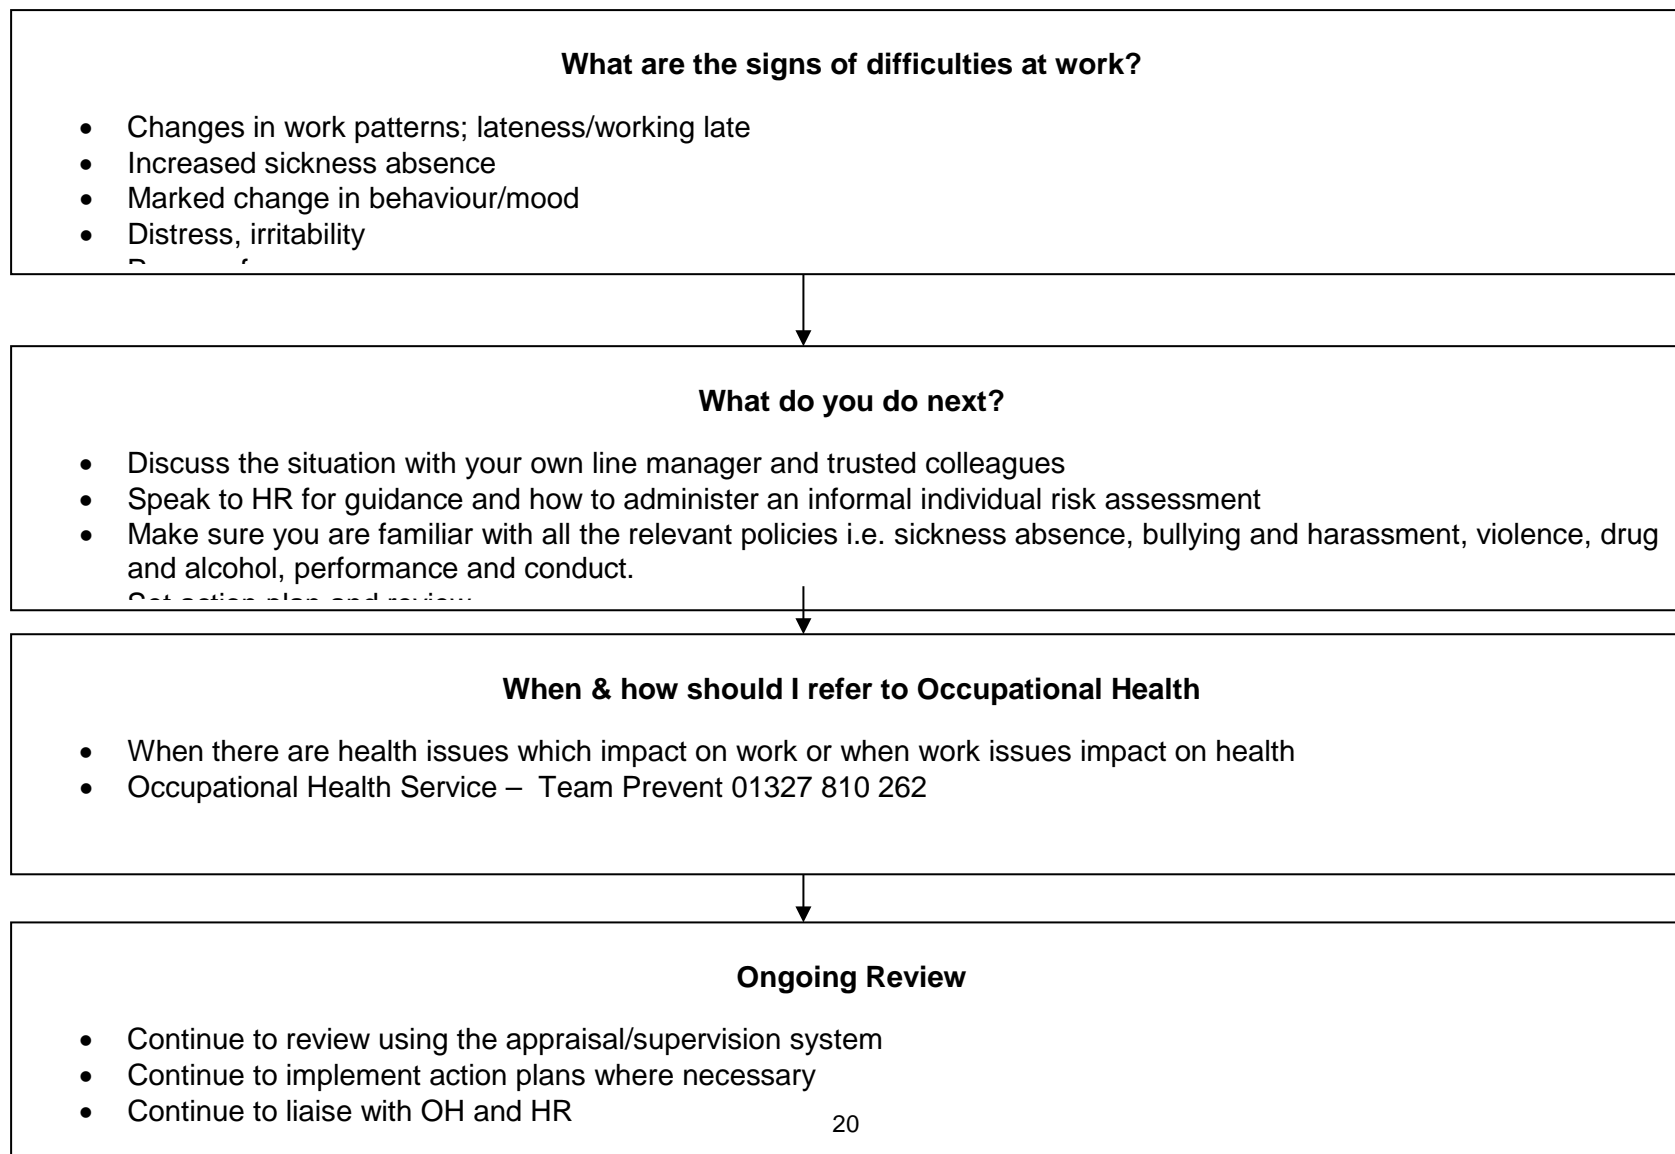 What are the signs of difficulties at work?
• Changes in work patterns; lateness/working late
• Increased sickness absence
• Marked change in behaviour/mood
• Distress, irritability
What do you do next?
• Discuss the situation with your own line manager and trusted colleagues
• Speak to HR for guidance and how to administer an informal individual risk assessment
• Make sure you are familiar with all the relevant policies i.e. sickness absence, bullying and harassment, violence, drug
and alcohol, performance and conduct.
Set action plan and review
When & how should I refer to Occupational Health
• When there are health issues which impact on work or when work issues impact on health
• Occupational Health Service – Team Prevent 01327 810 262
Ongoing Review
• Continue to review using the appraisal/supervision system
• Continue to implement action plans where necessary
• Continue to liaise with OH and HR
20